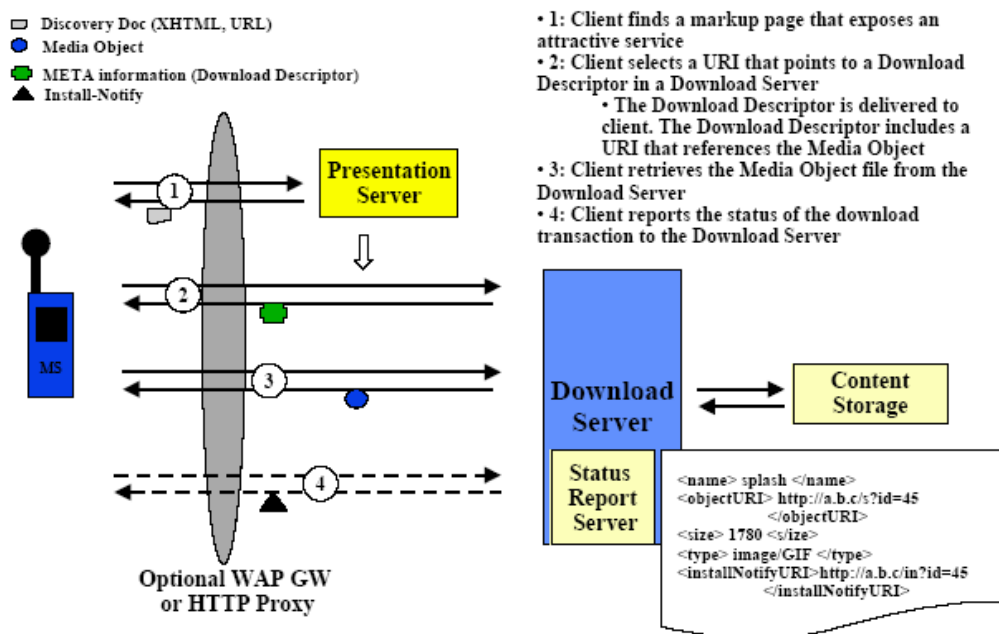 Discovery Doc (XHTML, URL)
Media Object
META information (Download Descriptor)
Install-Notify
• 1: Client finds a markup page that exposes an
attractive service
• 2: Client selects a URI that points to a Download
Descriptor in a Download Server
• The Download Descriptor is delivered to
client. The Download Descriptor includes a
URI that references the Media Object
• 3: Client retrieves the Media Object file from the
Download Server
• 4: Client reports the status of the download
transaction to the Download Server
1
Presentation
Server
2
MS
3
4
Optional WAP GW
or HTTP Proxy
Download
Server
Content
Storage
Status
Report
Server
<name> splash </name>
<objectURI> http://a.b.c/s?id=45
</objectURI>
<size> 1780 <s/ize>
<type> image/GIF </type>
<installNotifyURI>http://a.b.c/in?id=45
</installNotifyURI>